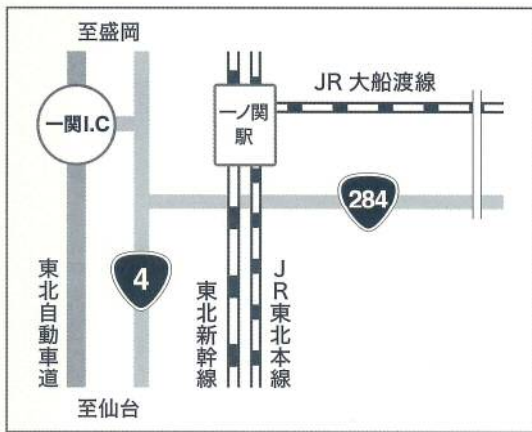 至盛岡
JR 大船渡線
一関I.C
一ノ関
駅
284
4
東北自動車道
東北新幹線
JR東北本線
至仙台